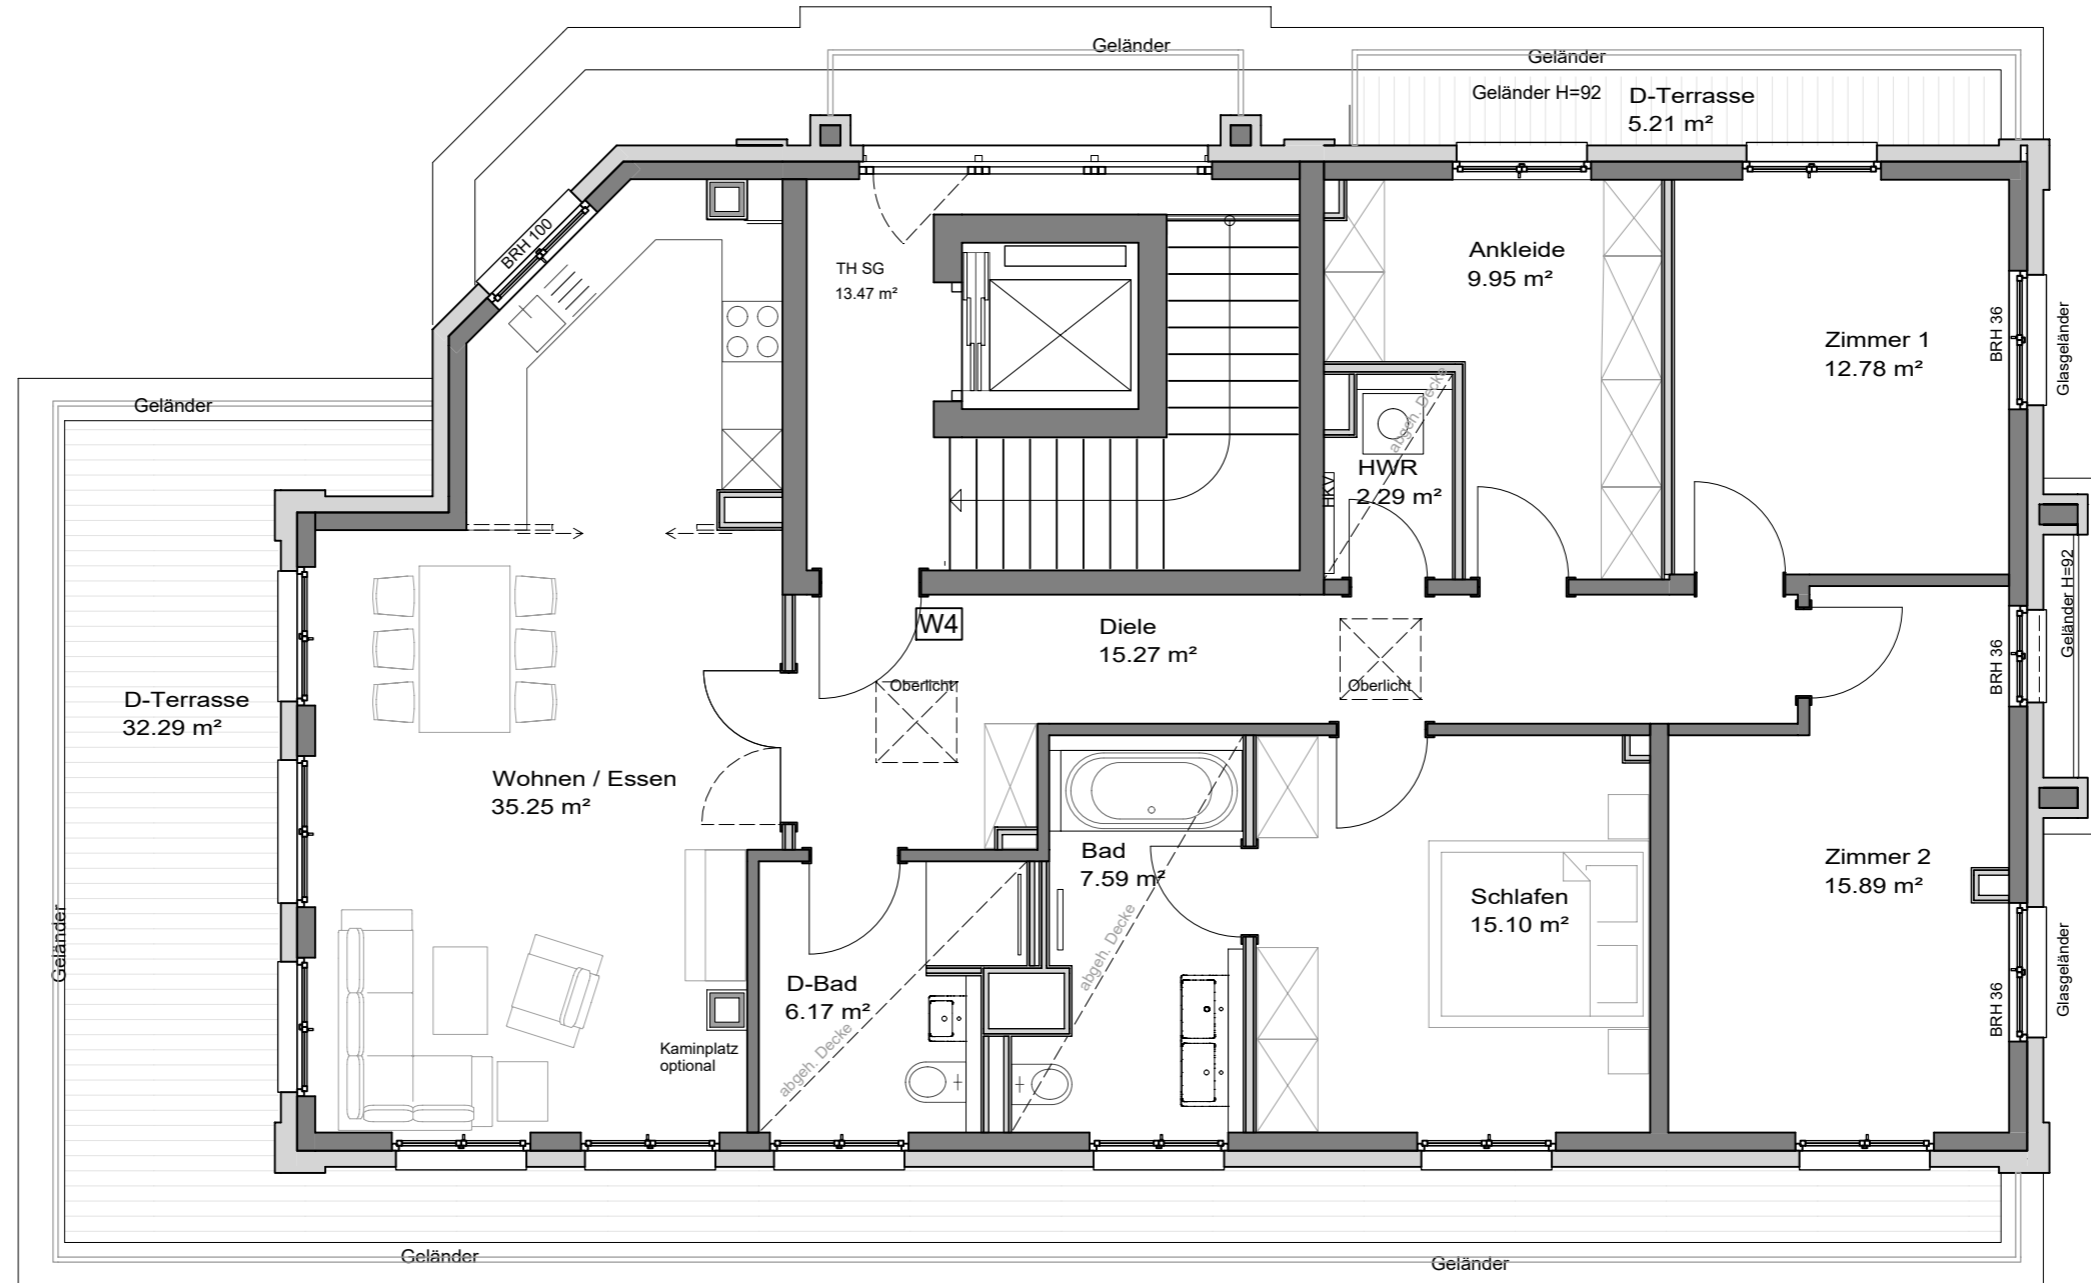 Geländer
Geländer
Geländer H=92
D-Terrasse
5.21 m²
BRH 100
TH SG
13.47 m²
Ankleide
9.95 m²
Zimmer 1
12.78 m²
BRH 36
Glasgeländer
Geländer
abgeh. Decke
HWR
2.29 m²
HKV
Geländer H=92
W4
Diele
15.27 m²
BRH 36
Oberlicht
Oberlicht
D-Terrasse
32.29 m²
Wohnen / Essen
35.25 m²
Bad
7.59 m²
Zimmer 2
15.89 m²
Schlafen
15.10 m²
Geländer
abgeh. Decke
D-Bad
6.17 m²
BRH 36
Glasgeländer
Kaminplatz
optional
abgeh. Decke
Geländer
Geländer